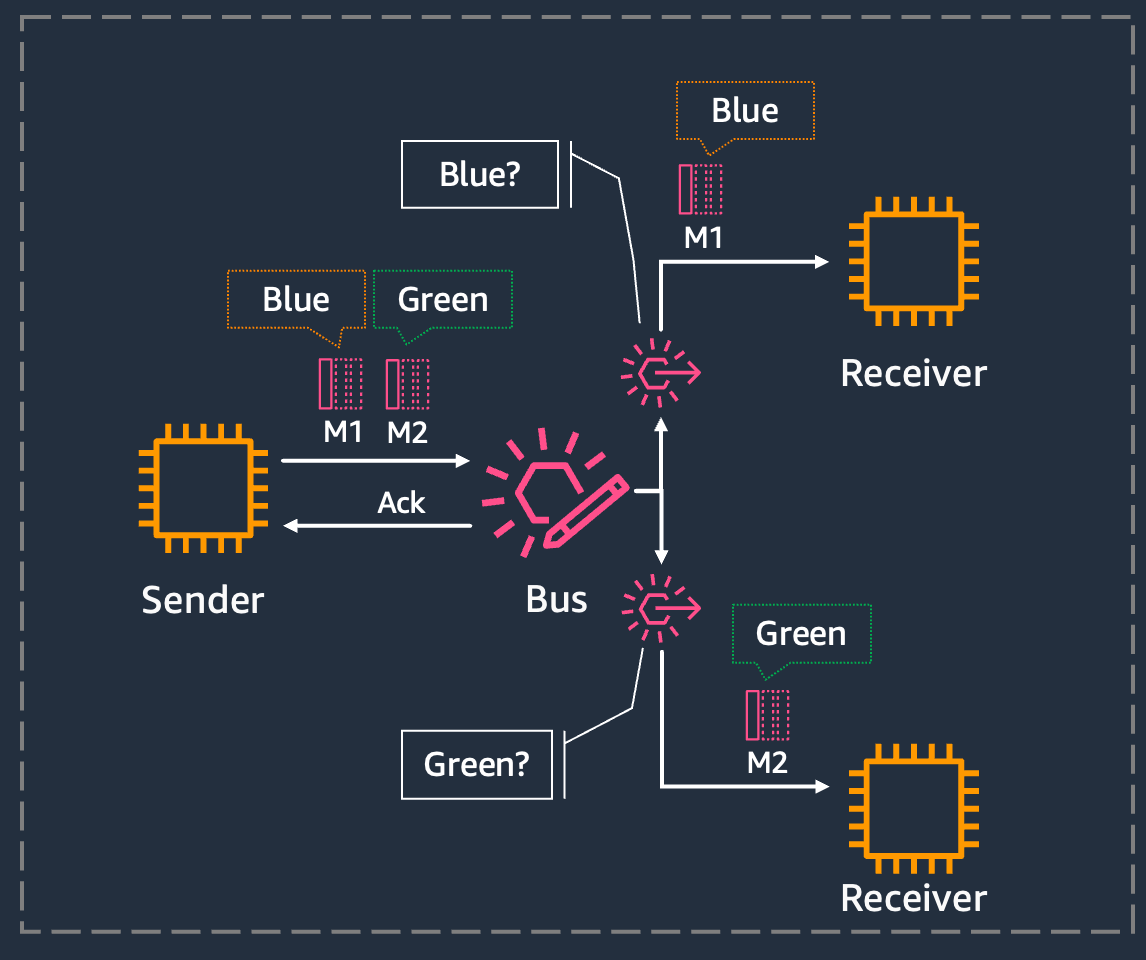 Blue
Blue?
M1
Blue
Green
Receiver
M1
M2
Ack
Sender
Bus
Green
Green?
M2
Receiver